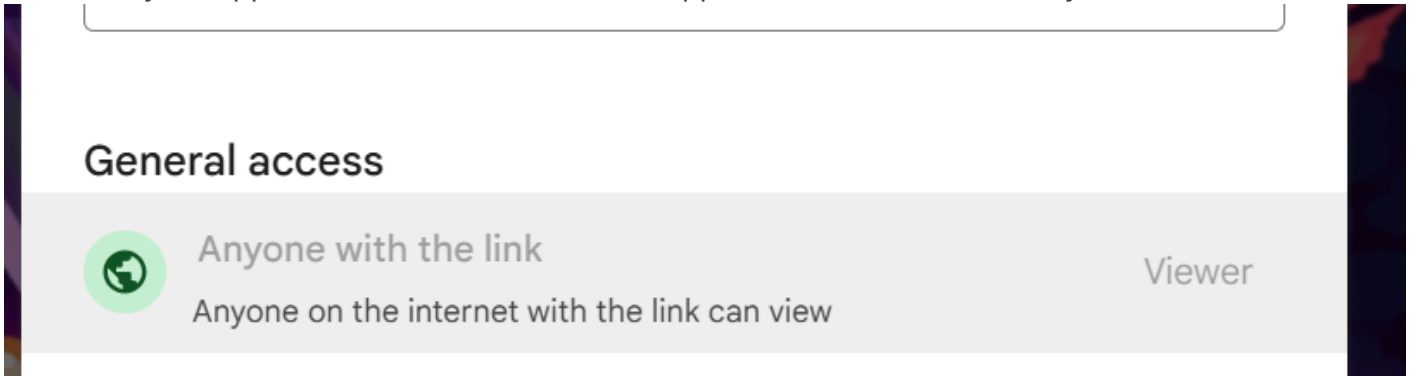 General access
Anyone with the link
Viewer
Anyone on the internet with the link can view